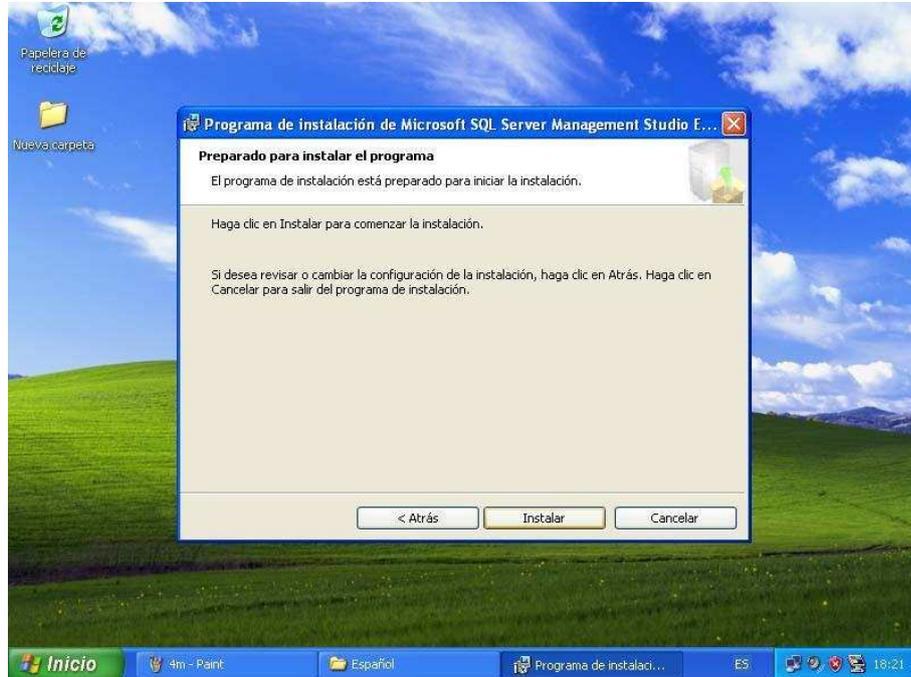 Papelera de
reciclaje
Nueva carpeta
Programa de instalación de Microsoft SQL Server Management Studio E...
Preparado para instalar el programa
El programa de instalación está preparado para iniciar la instalación.
Haga clic en Instalar para comenzar la instalación.
Si desea revisar o cambiar la configuración de la instalación, haga clic en Atrás. Haga clic en
Cancelar para salir del programa de instalación.
< Atrás
Instalar
Cancelar
Inicio
4m - Paint
Español
Programa de instalaci...
ES
18:21